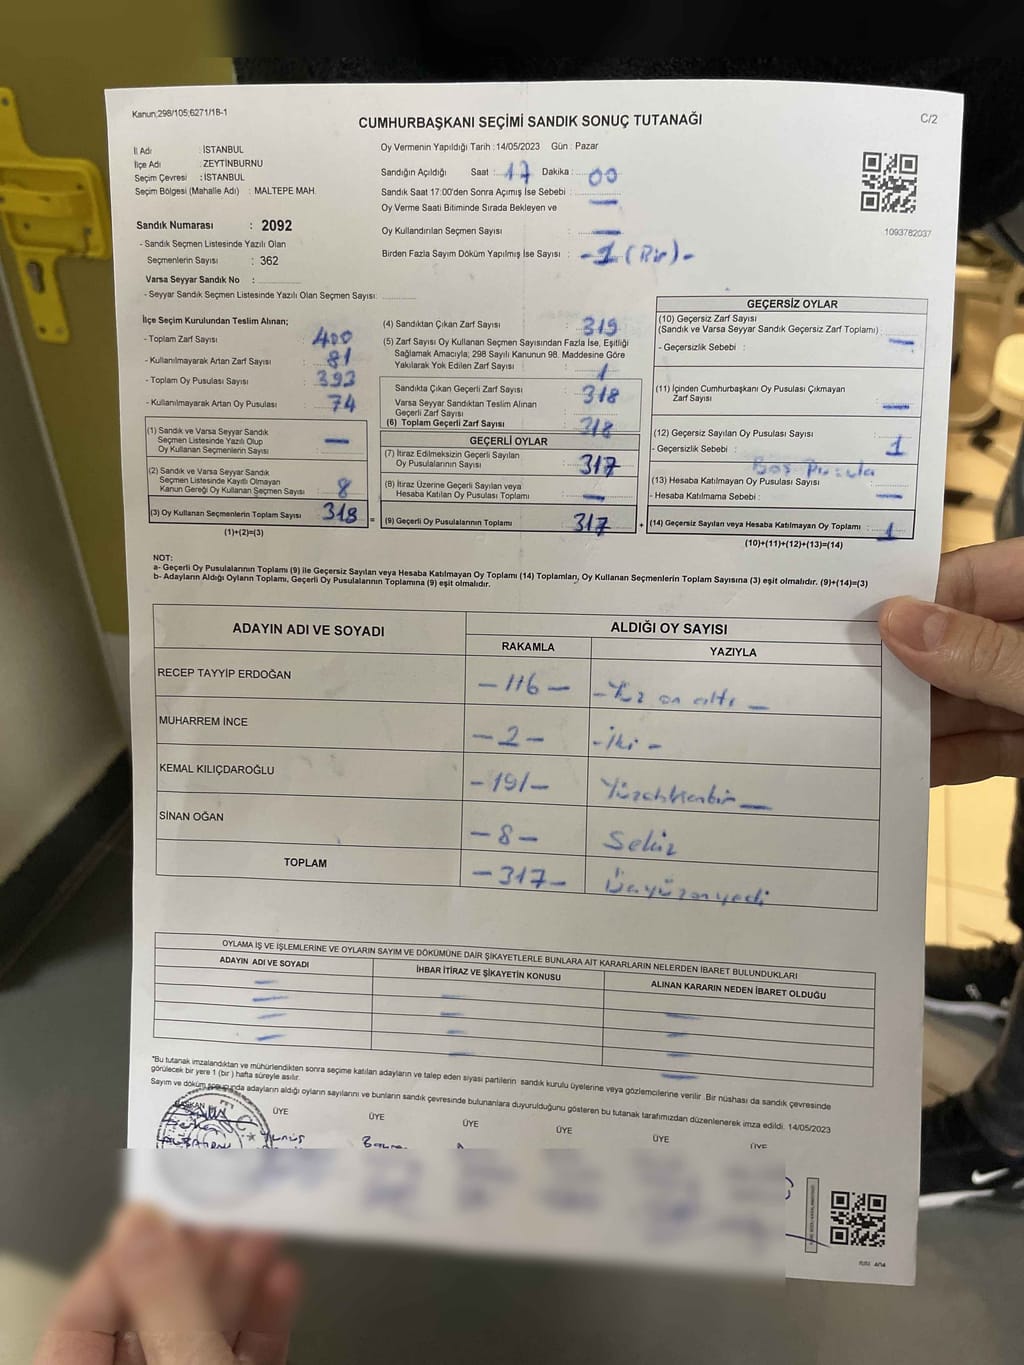 Kanun;298/105;6271/18-1
CUMHURBAŞKANI SEÇİMİ SANDIK SONUÇ TUTANAĞI
C/2
İl Adı : İSTANBUL
İlçe Adı : ZEYTİNBURNU
Seçim Çevresi : İSTANBUL
Seçim Bölgesi (Mahalle Adı) : MALTEPE MAH.
Sandık Numarası : 2092
- Sandık Seçmen Listesinde Yazılı Olan
Seçmenlerin Sayısı : 362
Varsa Seyyar Sandık No :
- Seyyar Sandık Seçmen Listesinde Yazılı Olan Seçmen Sayısı:
Oy Vermenin Yapıldığı Tarih : 14/05/2023 Gün : Pazar
Sandığın Açıldığı Saat : 17 Dakika : 00
Sandık Saat 17:00'den Sonra Açımış İse Sebebi :
Oy Verme Saati Bitiminde Sırada Bekleyen ve
Oy Kullandırılan Seçmen Sayısı :
Birden Fazla Sayım Döküm Yapılmış İse Sayısı : - 1 (Bir) -
1093782037
İlçe Seçim Kurulundan Teslim Alınan;
- Toplam Zarf Sayısı : 400
- Kullanılmayarak Artan Zarf Sayısı : 81
- Toplam Oy Pusulası Sayısı : 393
- Kullanılmayarak Artan Oy Pusulası : 74
(1) Sandık ve Varsa Seyyar Sandık
Seçmen Listesinde Yazılı Olup
Oy Kullanan Seçmenlerin Sayısı : —
(2) Sandık ve Varsa Seyyar Sandık
Seçmen Listesinde Kayıtlı Olmayan
Kanun Gereği Oy Kullanan Seçmen Sayısı : 8
(3) Oy Kullanan Seçmenlerin Toplam Sayısı 318 =
(1)+(2)=(3)
(4) Sandıktan Çıkan Zarf Sayısı : 319
(5) Zarf Sayısı Oy Kullanan Seçmen Sayısından Fazla İse, Eşitliği
Sağlamak Amacıyla; 298 Sayılı Kanunun 98. Maddesine Göre
Yakılarak Yok Edilen Zarf Sayısı : 1
Sandıkta Çıkan Geçerli Zarf Sayısı : 318
Varsa Seyyar Sandıktan Teslim Alınan
Geçerli Zarf Sayısı :
(6) Toplam Geçerli Zarf Sayısı : 318
GEÇERLİ OYLAR
(7) İtiraz Edilmeksizin Geçerli Sayılan
Oy Pusulalarının Sayısı : 317
(8) İtiraz Üzerine Geçerli Sayılan veya
Hesaba Katılan Oy Pusulası Toplamı : —
(9) Geçerli Oy Pusulalarının Toplamı : 317 +
GEÇERSİZ OYLAR
(10) Geçersiz Zarf Sayısı
(Sandık ve Varsa Seyyar Sandık Geçersiz Zarf Toplamı) :
- Geçersizlik Sebebi : —
(11) İçinden Cumhurbaşkanı Oy Pusulası Çıkmayan
Zarf Sayısı : —
(12) Geçersiz Sayılan Oy Pusulası Sayısı : 1
- Geçersizlik Sebebi : Boş Pusula
(13) Hesaba Katılmayan Oy Pusulası Sayısı :
- Hesaba Katılmama Sebebi : —
(14) Geçersiz Sayılan veya Hesaba Katılmayan Oy Toplamı : 1
(10)+(11)+(12)+(13)=(14)
NOT:
a- Geçerli Oy Pusulalarının Toplamı (9) ile Geçersiz Sayılan veya Hesaba Katılmayan Oy Toplamı (14) Toplamları, Oy Kullanan Seçmenlerin Toplam Sayısına (3) eşit olmalıdır. (9)+(14)=(3)
b- Adayların Aldığı Oyların Toplamı, Geçerli Oy Pusulalarının Toplamına (9) eşit olmalıdır.
ADAYIN ADI VE SOYADI ALDIĞI OY SAYISI
RAKAMLA YAZIYLA
RECEP TAYYİP ERDOĞAN -116- -Yüz on altı -
MUHARREM İNCE -2- -İki -
KEMAL KILIÇDAROĞLU -191- Yüzdoksanbir -
SİNAN OĞAN -8- Sekiz
TOPLAM -317- Üçyüzonyedi
OYLAMA İŞ VE İŞLEMLERİNE VE OYLARIN SAYIM VE DÖKÜMÜNE DAİR ŞİKAYETLERLE BUNLARA AİT KARARLARIN NELERDEN İBARET BULUNDUKLARI
ADAYIN ADI VE SOYADI İHBAR İTİRAZ VE ŞİKAYETİN KONUSU ALINAN KARARIN NEDEN İBARET OLDUĞU
*Bu tutanak imzalandıktan ve mühürlendikten sonra seçime katılan adayların ve talep eden siyasi partilerin sandık kurulu üyelerine veya gözlemcilerine verilir. Bir nüshası da sandık çevresinde
görülecek bir yere 1 (bir) hafta süreyle asılır.
Sayım ve döküm sonucunda adayların aldığı oyların sayılarını ve bunların sandık çevresinde bulunanlara duyurulduğunu gösteren bu tutanak tarafımızdan düzenlenerek imza edildi. 14/05/2023
BAŞKAN ÜYE ÜYE ÜYE ÜYE ÜYE ÜYE